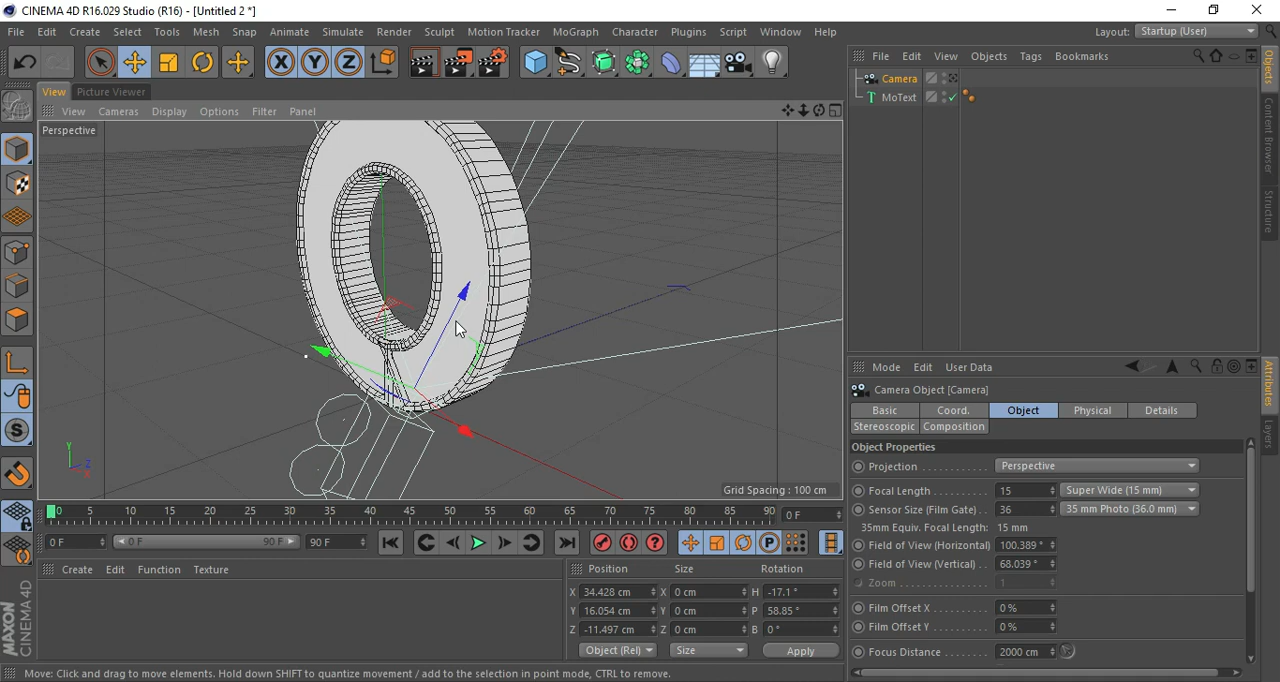 CINEMA 4D R16.029 Studio (R16) - [Untitled 2 *]
File Edit Create Select Tools Mesh Snap Animate Simulate Render Sculpt Motion Tracker MoGraph Character Plugins Script Window Help Layout: Startup (User)
X Y Z
File Edit View Objects Tags Bookmarks
View Picture Viewer
Camera
MoText
View Cameras Display Options Filter Panel
Perspective
Objects
Content Browser
Structure
Mode Edit User Data
Camera Object [Camera]
Basic Coord. Object Physical Details
Stereoscopic Composition
Object Properties
Projection Perspective
Focal Length 15 Super Wide (15 mm)
Sensor Size (Film Gate) 36 35 mm Photo (36.0 mm)
35mm Equiv. Focal Length: 15 mm
Field of View (Horizontal) 100.389 °
Field of View (Vertical) 68.039 °
Zoom 1
Film Offset X 0 %
Film Offset Y 0 %
Focus Distance 2000 cm
Attributes
Layers
Y Z X
Grid Spacing : 100 cm
0 5 10 15 20 25 30 35 40 45 50 55 60 65 70 75 80 85 90 0 F
0 F 0 F 90 F 90 F
Create Edit Function Texture
Position Size Rotation
X 34.428 cm X 0 cm H -17.1 °
Y 16.054 cm Y 0 cm P 58.85 °
Z -11.497 cm Z 0 cm B 0 °
Object (Rel) Size Apply
MAXON
CINEMA 4D
Move: Click and drag to move elements. Hold down SHIFT to quantize movement / add to the selection in point mode, CTRL to remove.